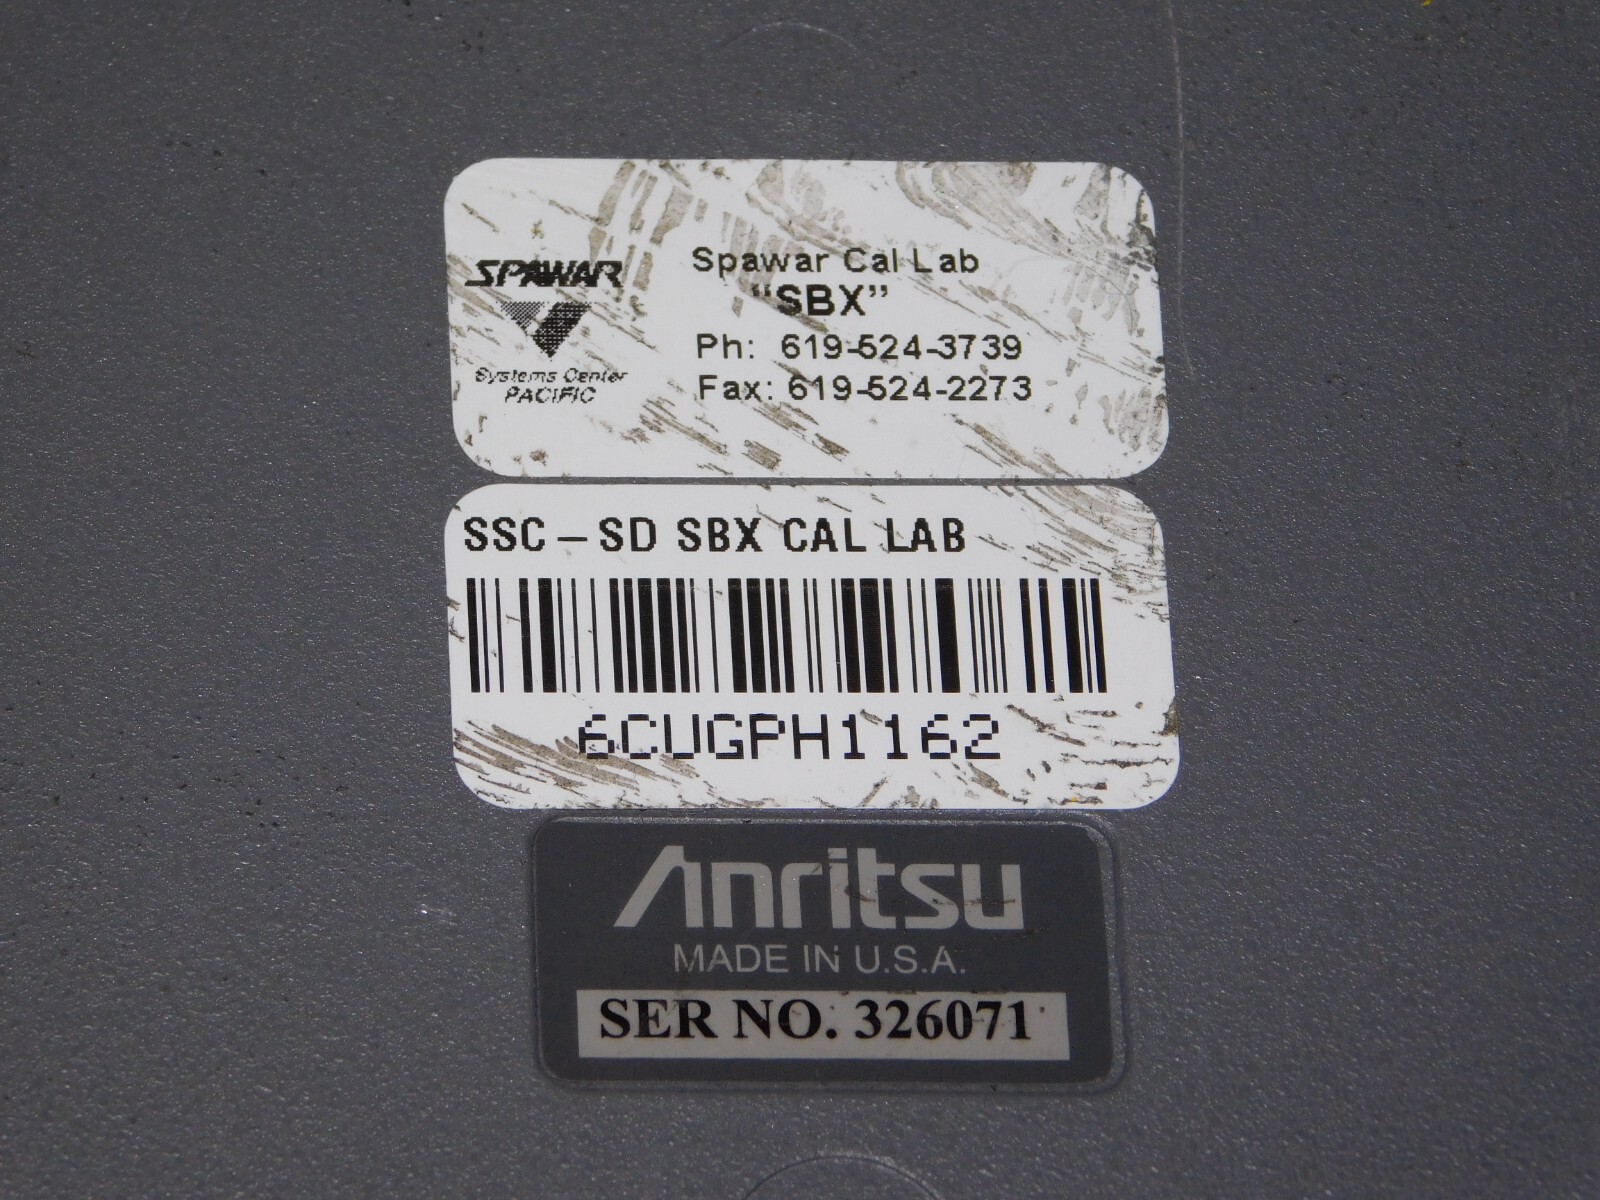 SPAWAR
Systems Center
PACIFIC
Spawar Cal Lab
“SBX”
Ph: 619-524-3739
Fax: 619-524-2273
SSC – SD SBX CAL LAB
6CUGPH1162
Anritsu
MADE IN U.S.A.
SER NO. 326071